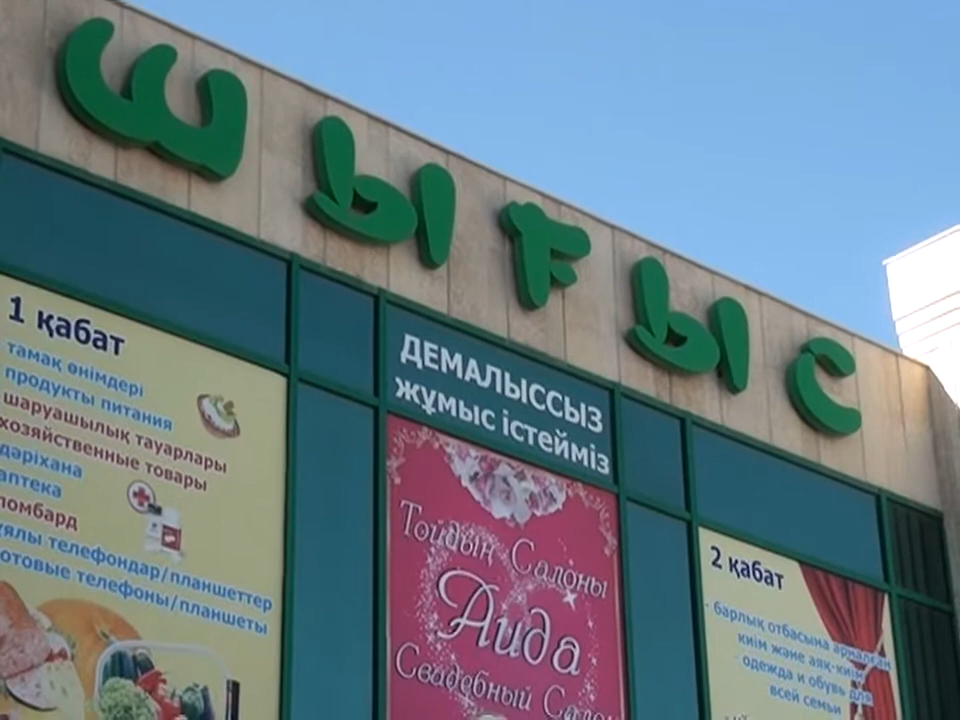 шығыс
1 қабат
тамақ өнімдері
продукты питания
шаруашылық тауарлары
хозяйственные товары
дәріхана
аптека
ломбард
ұялы телефондар/планшеттер
сотовые телефоны/планшеты
ДЕМАЛЫССЫЗ
жұмыс істейміз
Тойдың Салоны
Аида
Свадебный Салон
2 қабат
- барлық отбасына арналған
киім және аяқ-киім
одежда и обувь для
всей семьи